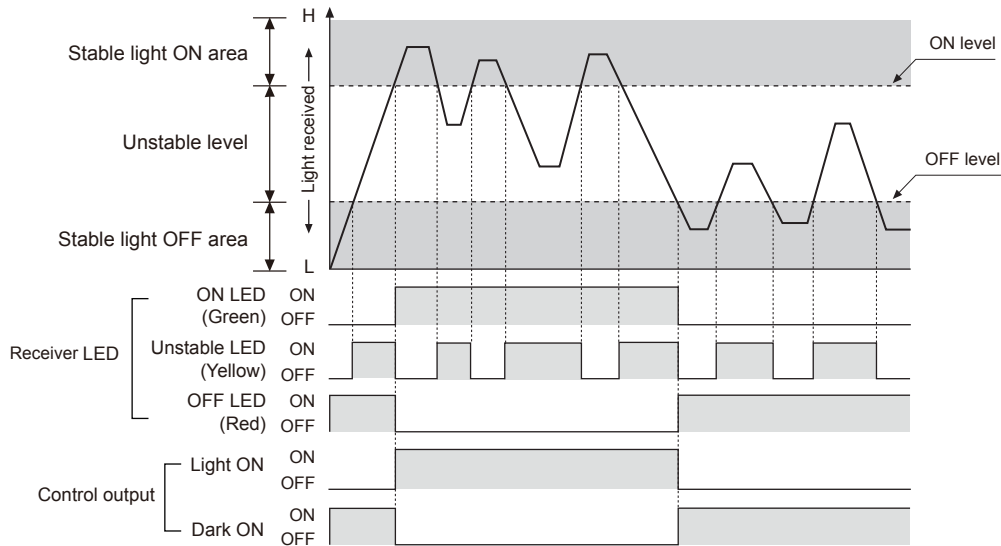 H
Stable light ON area
ON level
Unstable level
Light received
OFF level
Stable light OFF area
L
ON LED
(Green)
ON
OFF
Receiver LED
Unstable LED
(Yellow)
ON
OFF
OFF LED
(Red)
ON
OFF
Control output
Light ON
ON
OFF
Dark ON
ON
OFF